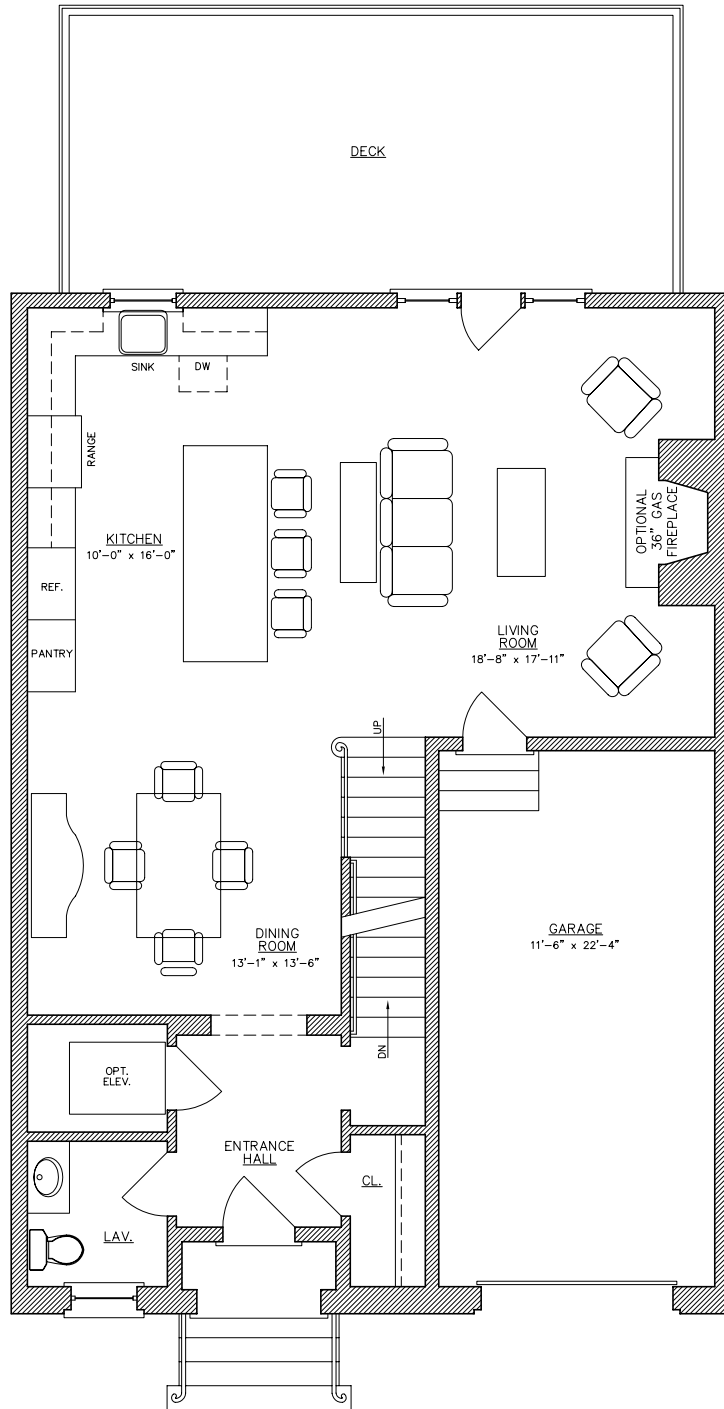 DECK
SINK
DW
RANGE
KITCHEN
10'-0" x 16'-0"
REF.
PANTRY
OPTIONAL
36" GAS
FIREPLACE
LIVING
ROOM
18'-8" x 17'-11"
UP
DINING
ROOM
13'-1" x 13'-6"
GARAGE
11'-6" x 22'-4"
DN
OPT.
ELEV.
ENTRANCE
HALL
CL.
LAV.